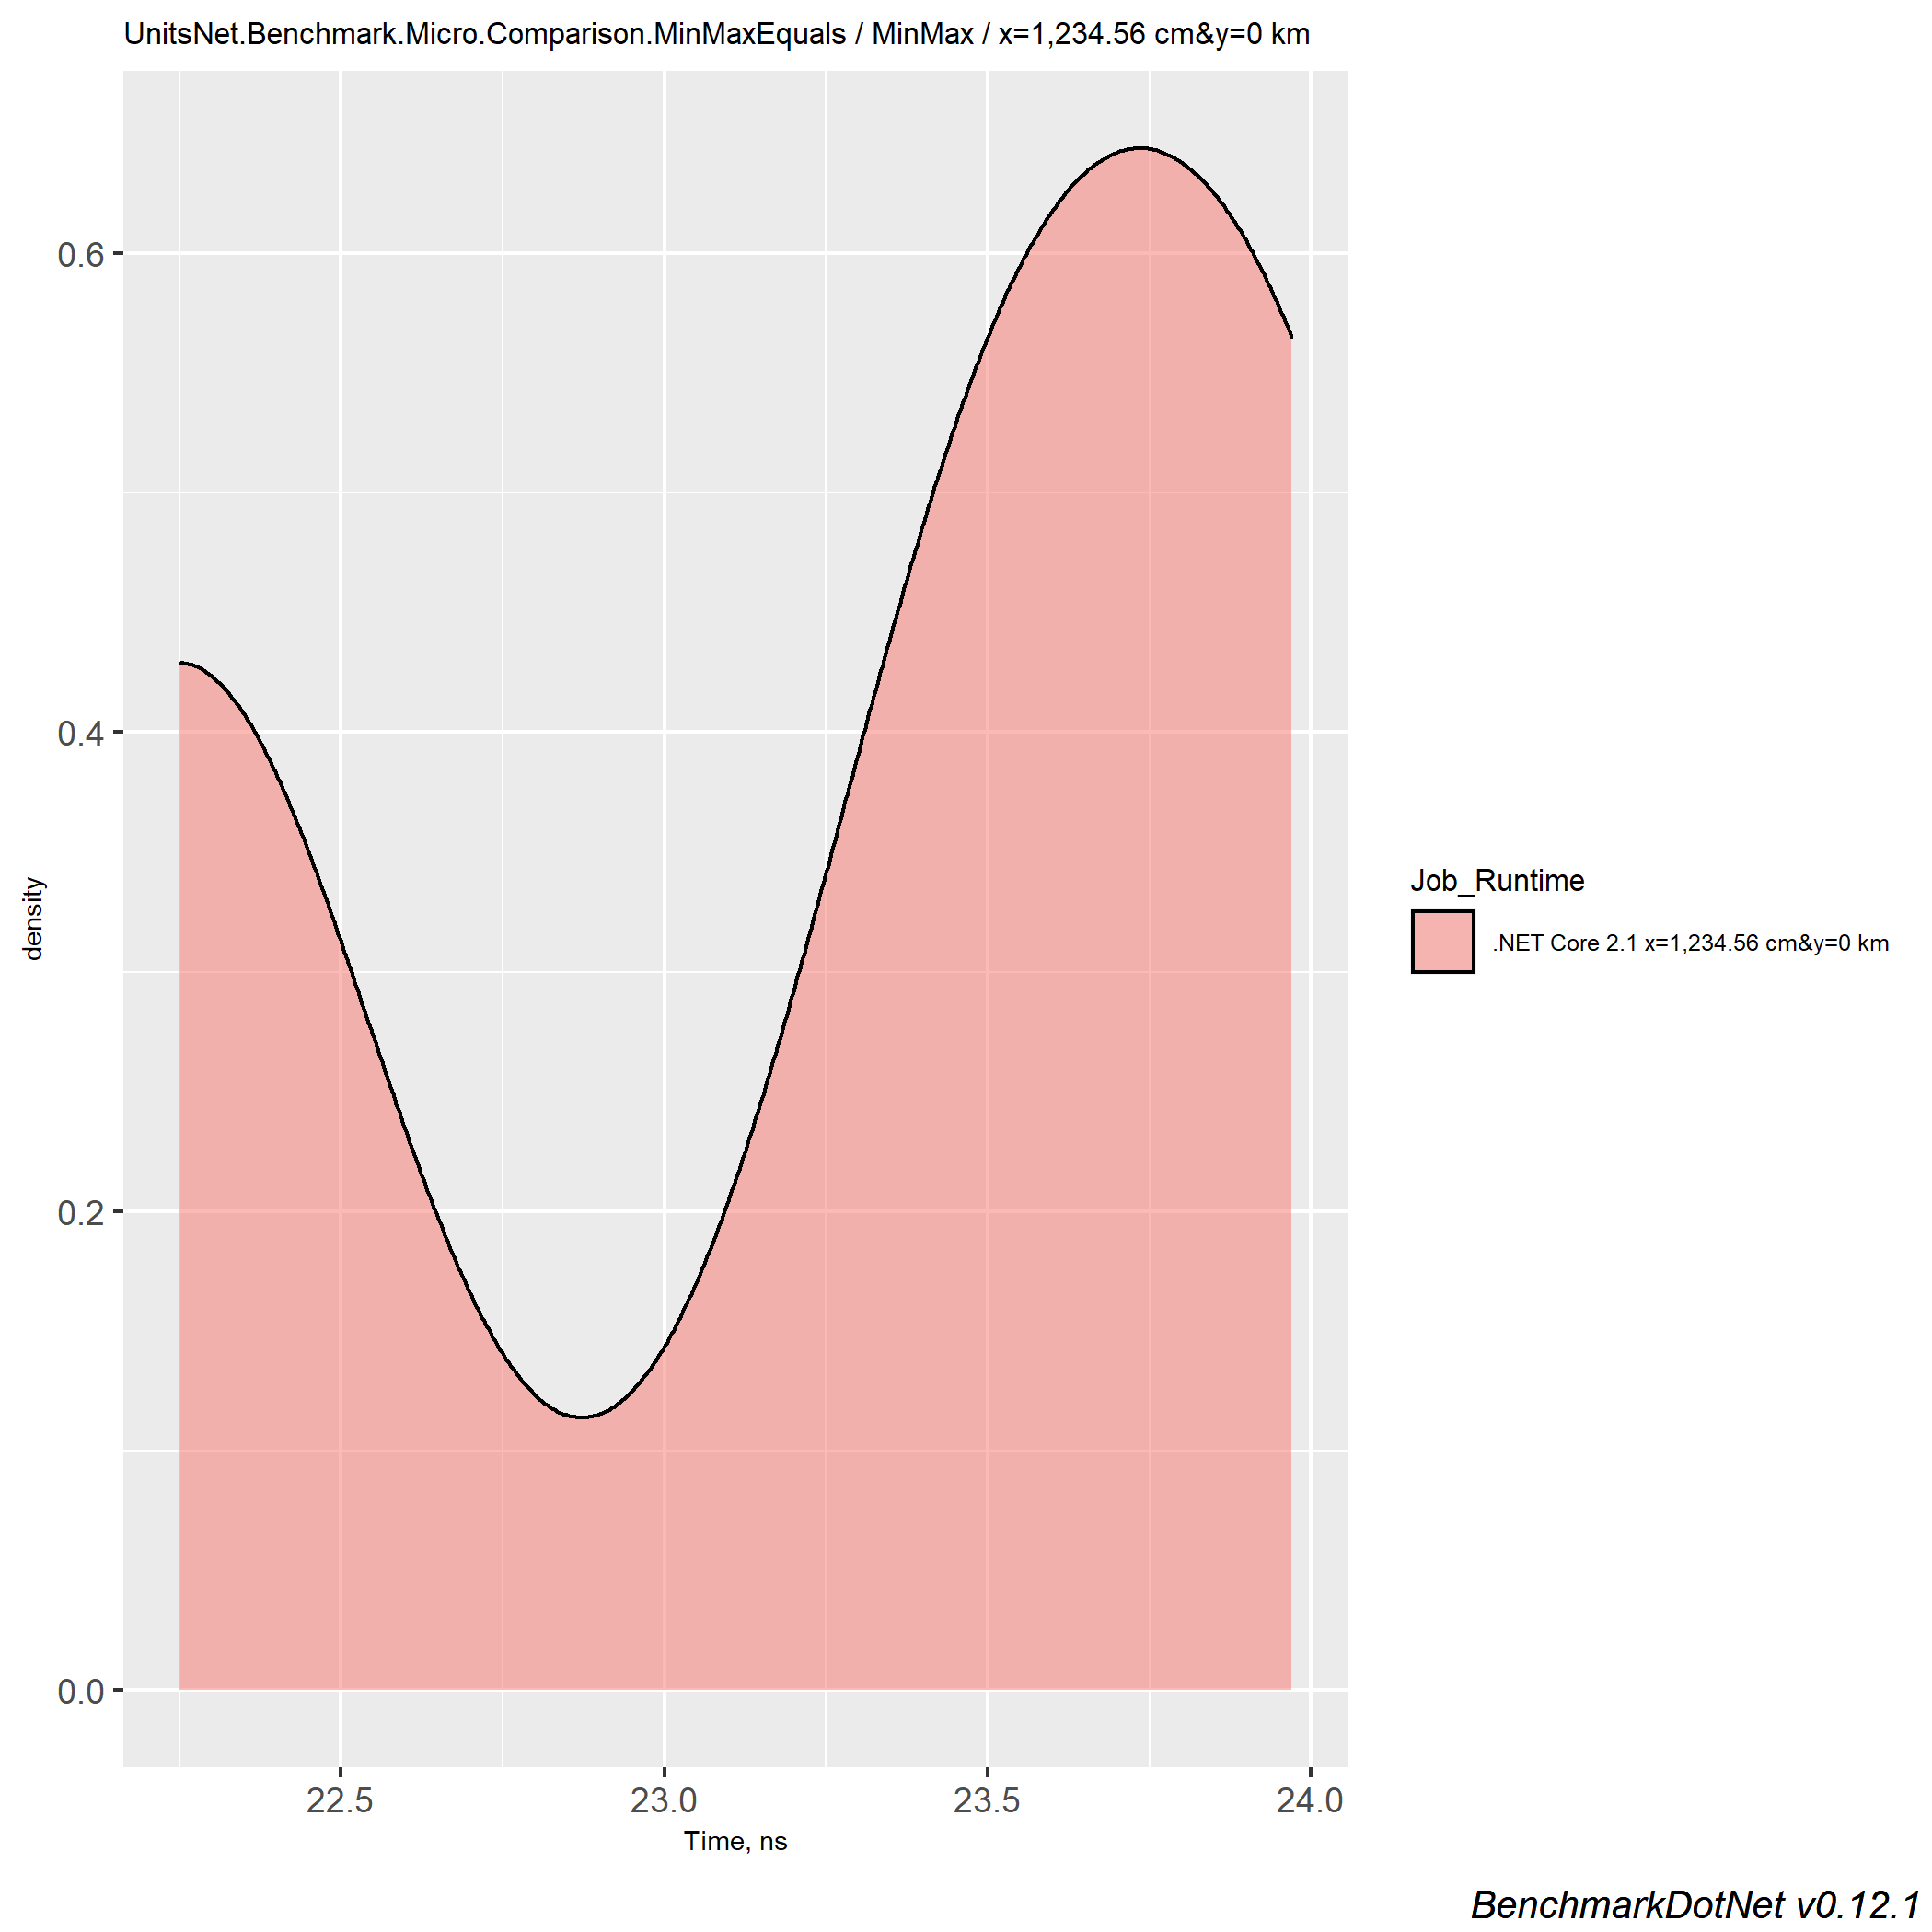 UnitsNet.Benchmark.Micro.Comparison.MinMaxEquals / MinMax / x=1,234.56 cm&y=0 km
0.6
0.4
0.2
0.0
density
22.5 23.0 23.5 24.0
Time, ns
Job_Runtime
.NET Core 2.1 x=1,234.56 cm&y=0 km
BenchmarkDotNet v0.12.1